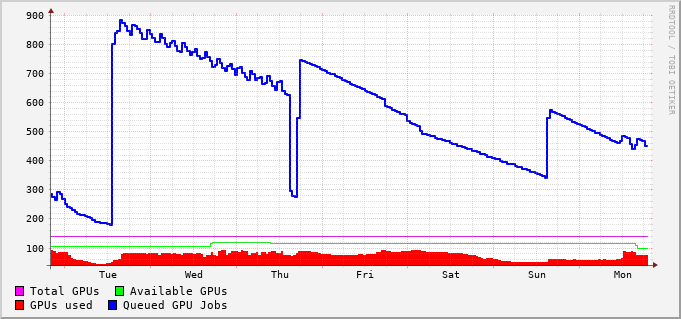 900
800
700
600
500
400
300
200
100
Tue Wed Thu Fri Sat Sun Mon
Total GPUs Available GPUs
GPUs used Queued GPU Jobs
RRDTOOL / TOBI OETIKER